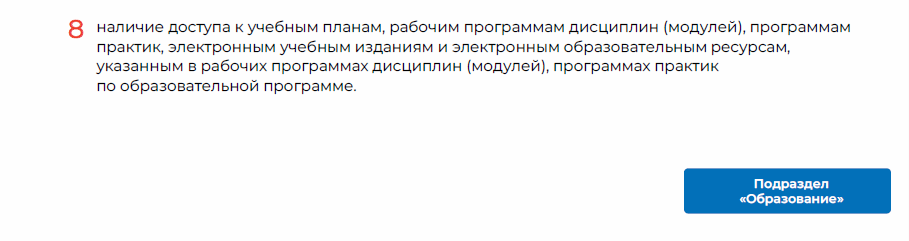 8 наличие доступа к учебным планам, рабочим программам дисциплин (модулей), программам
практик, электронным учебным изданиям и электронным образовательным ресурсам,
указанным в рабочих программах дисциплин (модулей), программах практик
по образовательной программе.
Подраздел
«Образование»